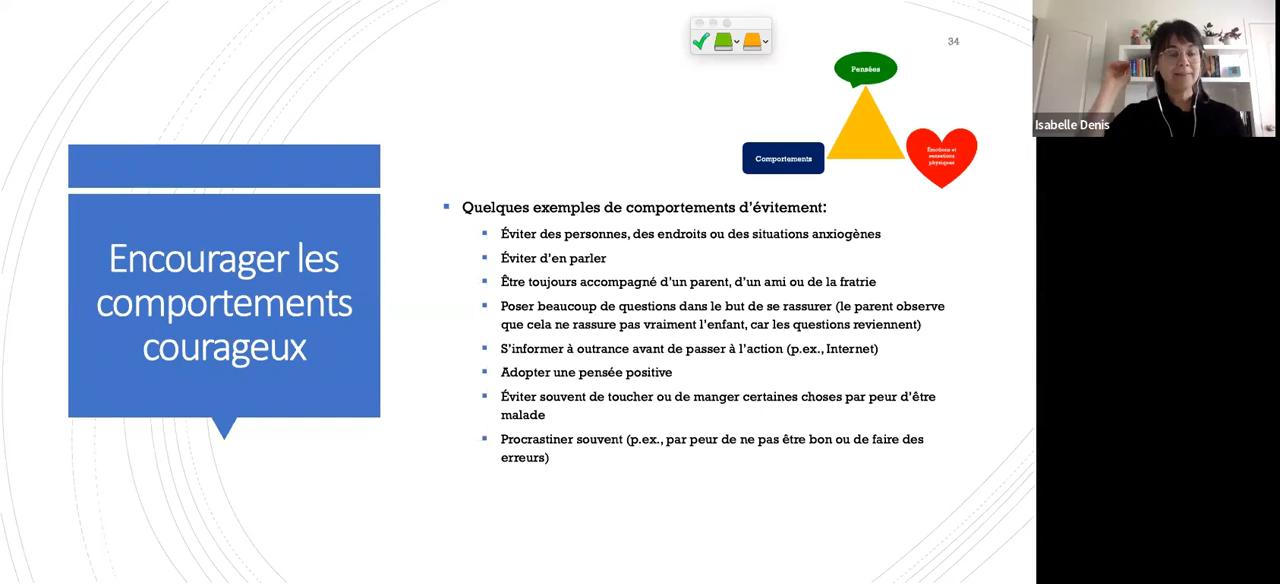 34
Pensées
Isabelle Denis
Comportements
Émotions et
sensations
physiques
Encourager les
comportements
courageux
Quelques exemples de comportements d'évitement:
Éviter des personnes, des endroits ou des situations anxiogènes
Éviter d'en parler
Être toujours accompagné d'un parent, d'un ami ou de la fratrie
Poser beaucoup de questions dans le but de se rassurer (le parent observe
que cela ne rassure pas vraiment l'enfant, car les questions reviennent)
S'informer à outrance avant de passer à l'action (p.ex., Internet)
Adopter une pensée positive
Éviter souvent de toucher ou de manger certaines choses par peur d'être
malade
Procrastiner souvent (p.ex., par peur de ne pas être bon ou de faire des
erreurs)